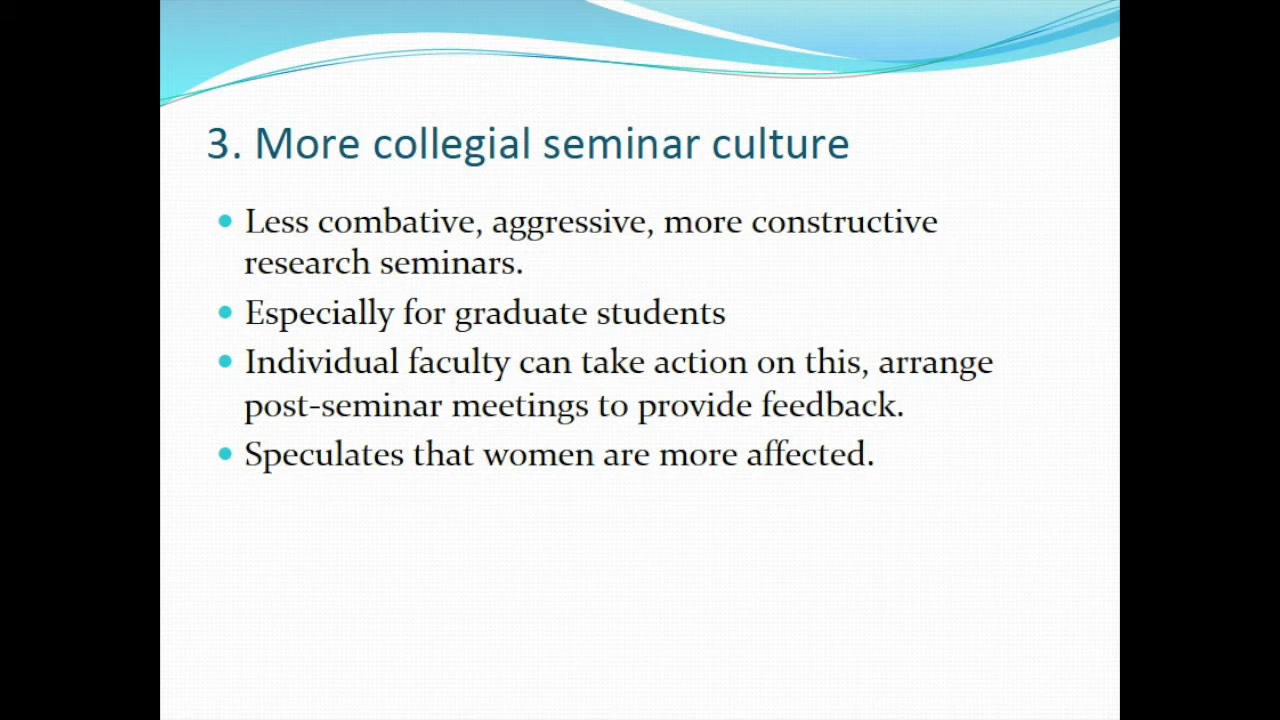 3. More collegial seminar culture
Less combative, aggressive, more constructive
research seminars.
Especially for graduate students
Individual faculty can take action on this, arrange
post-seminar meetings to provide feedback.
Speculates that women are more affected.